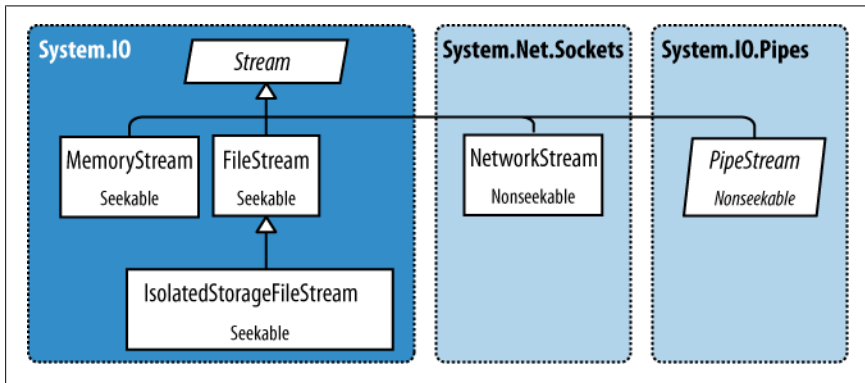 System.IO
Stream
MemoryStream
Seekable
FileStream
Seekable
IsolatedStorageFileStream
Seekable
System.Net.Sockets
NetworkStream
Nonseekable
System.IO.Pipes
PipeStream
Nonseekable